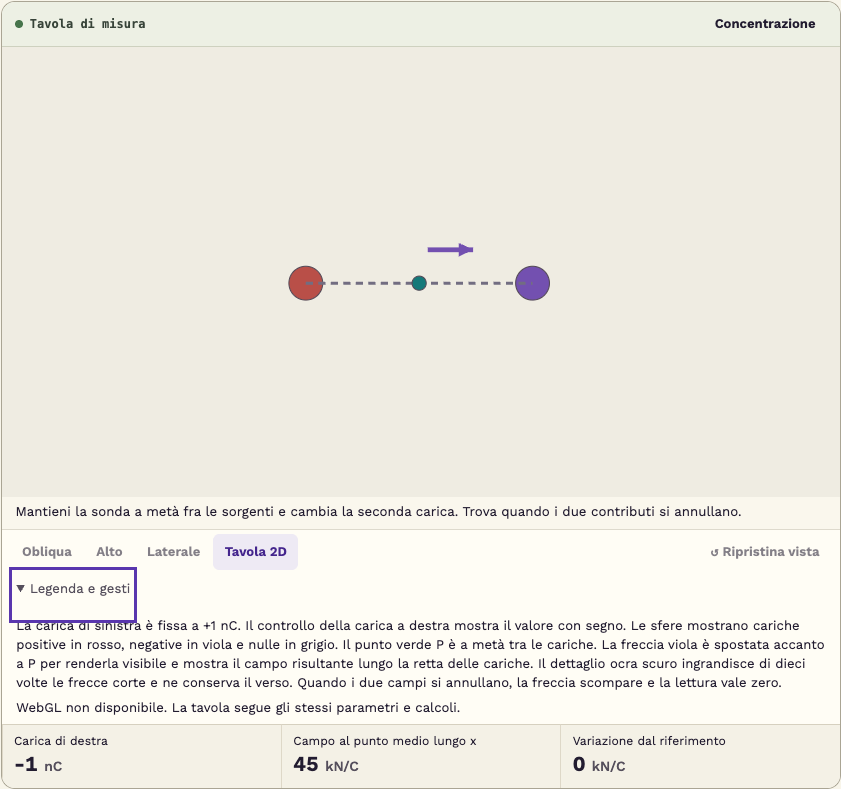 Tavola di misura
Concentrazione
Mantieni la sonda a metà fra le sorgenti e cambia la seconda carica. Trova quando i due contributi si annullano.
Obliqua Alto Laterale Tavola 2D ↺ Ripristina vista
▼ Legenda e gesti
La carica di sinistra è fissa a +1 nC. Il controllo della carica a destra mostra il valore con segno. Le sfere mostrano cariche
positive in rosso, negative in viola e nulle in grigio. Il punto verde P è a metà tra le cariche. La freccia viola è spostata accanto
a P per renderla visibile e mostra il campo risultante lungo la retta delle cariche. Il dettaglio ocra scuro ingrandisce di dieci
volte le frecce corte e ne conserva il verso. Quando i due campi si annullano, la freccia scompare e la lettura vale zero.
WebGL non disponibile. La tavola segue gli stessi parametri e calcoli.
Carica di destra
-1 nC
Campo al punto medio lungo x
45 kN/C
Variazione dal riferimento
0 kN/C